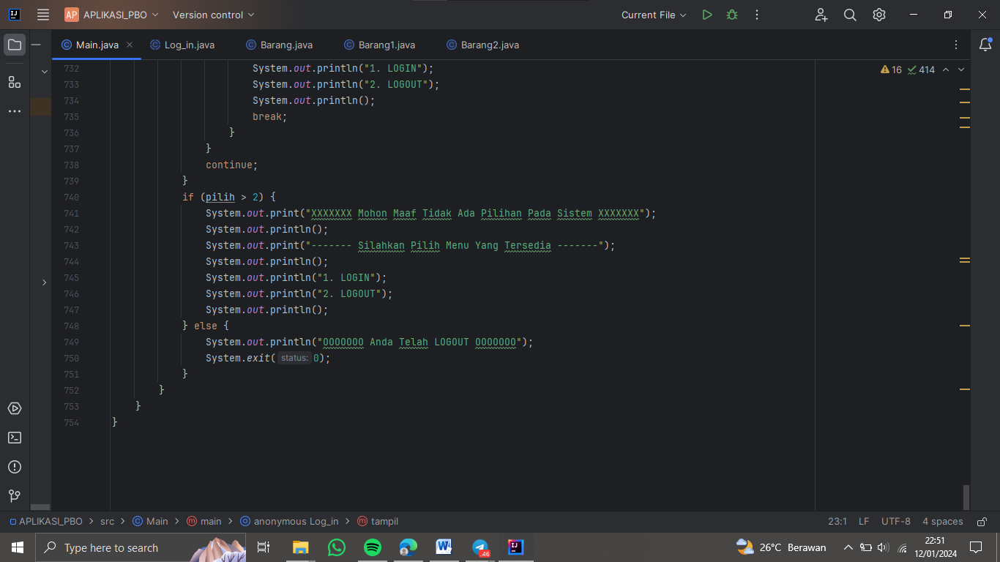 AP APLIKASI_PBO Version control Current File
Main.java Log_in.java Barang.java Barang1.java Barang2.java
16 414
732 System.out.println("1. LOGIN");
733 System.out.println("2. LOGOUT");
734 System.out.println();
735 break;
736 }
737 }
738 continue;
739 }
740 if (pilih > 2) {
741 System.out.print("XXXXXXX Mohon Maaf Tidak Ada Pilihan Pada Sistem XXXXXXX");
742 System.out.println();
743 System.out.print("------- Silahkan Pilih Menu Yang Tersedia -------");
744 System.out.println();
745 System.out.println("1. LOGIN");
746 System.out.println("2. LOGOUT");
747 System.out.println();
748 } else {
749 System.out.println("OOOOOOO Anda Telah LOGOUT OOOOOOO");
750 System.exit( status: 0);
751 }
752 }
753 }
754 }
APLIKASI_PBO > src > Main > main > anonymous Log_in > tampil 23:1 LF UTF-8 4 spaces
Type here to search
.46
26°C Berawan
22:51
12/01/2024